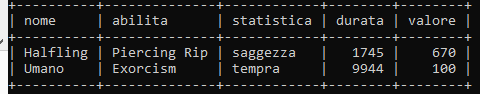 nome | abilita | statistica | durata | valore
Halfling | Piercing Rip | saggezza | 1745 | 670
Umano | Exorcism | tempra | 9944 | 100